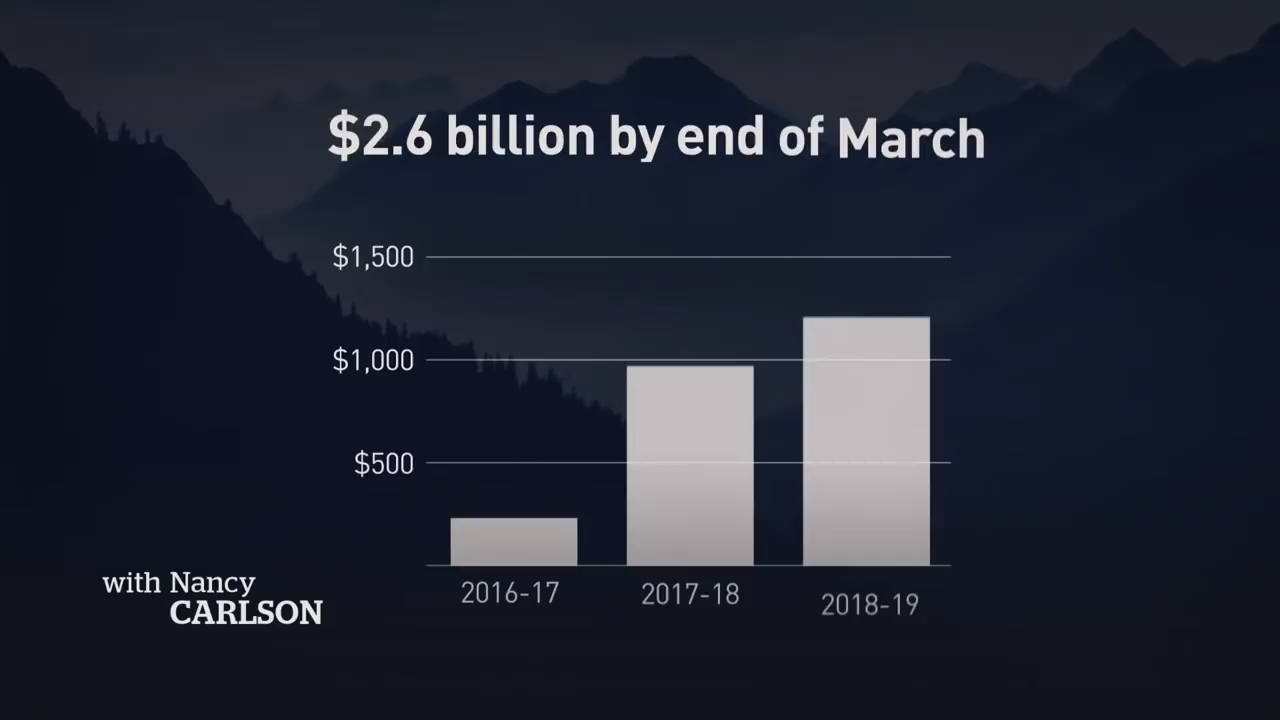 $2.6 billion by end of March
$1,500
$1,000
$500
2016-17 2017-18 2018-19
with Nancy
CARLSON